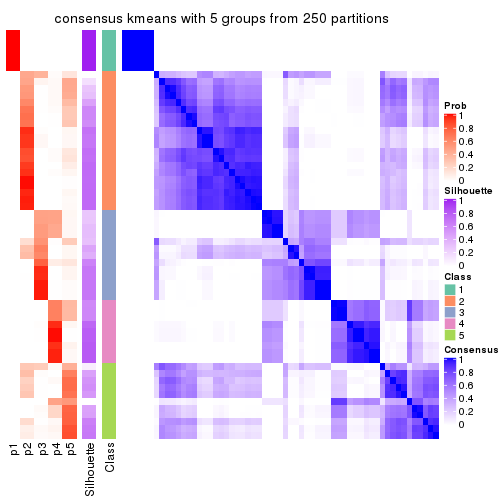 consensus kmeans with 5 groups from 250 partitions
p1
p2
p3
p4
p5
Silhouette
Class
Prob
1
0.8
0.6
0.4
0.2
0
Silhouette
1
0.8
0.6
0.4
0.2
0
Class
1
2
3
4
5
Consensus
1
0.8
0.6
0.4
0.2
0